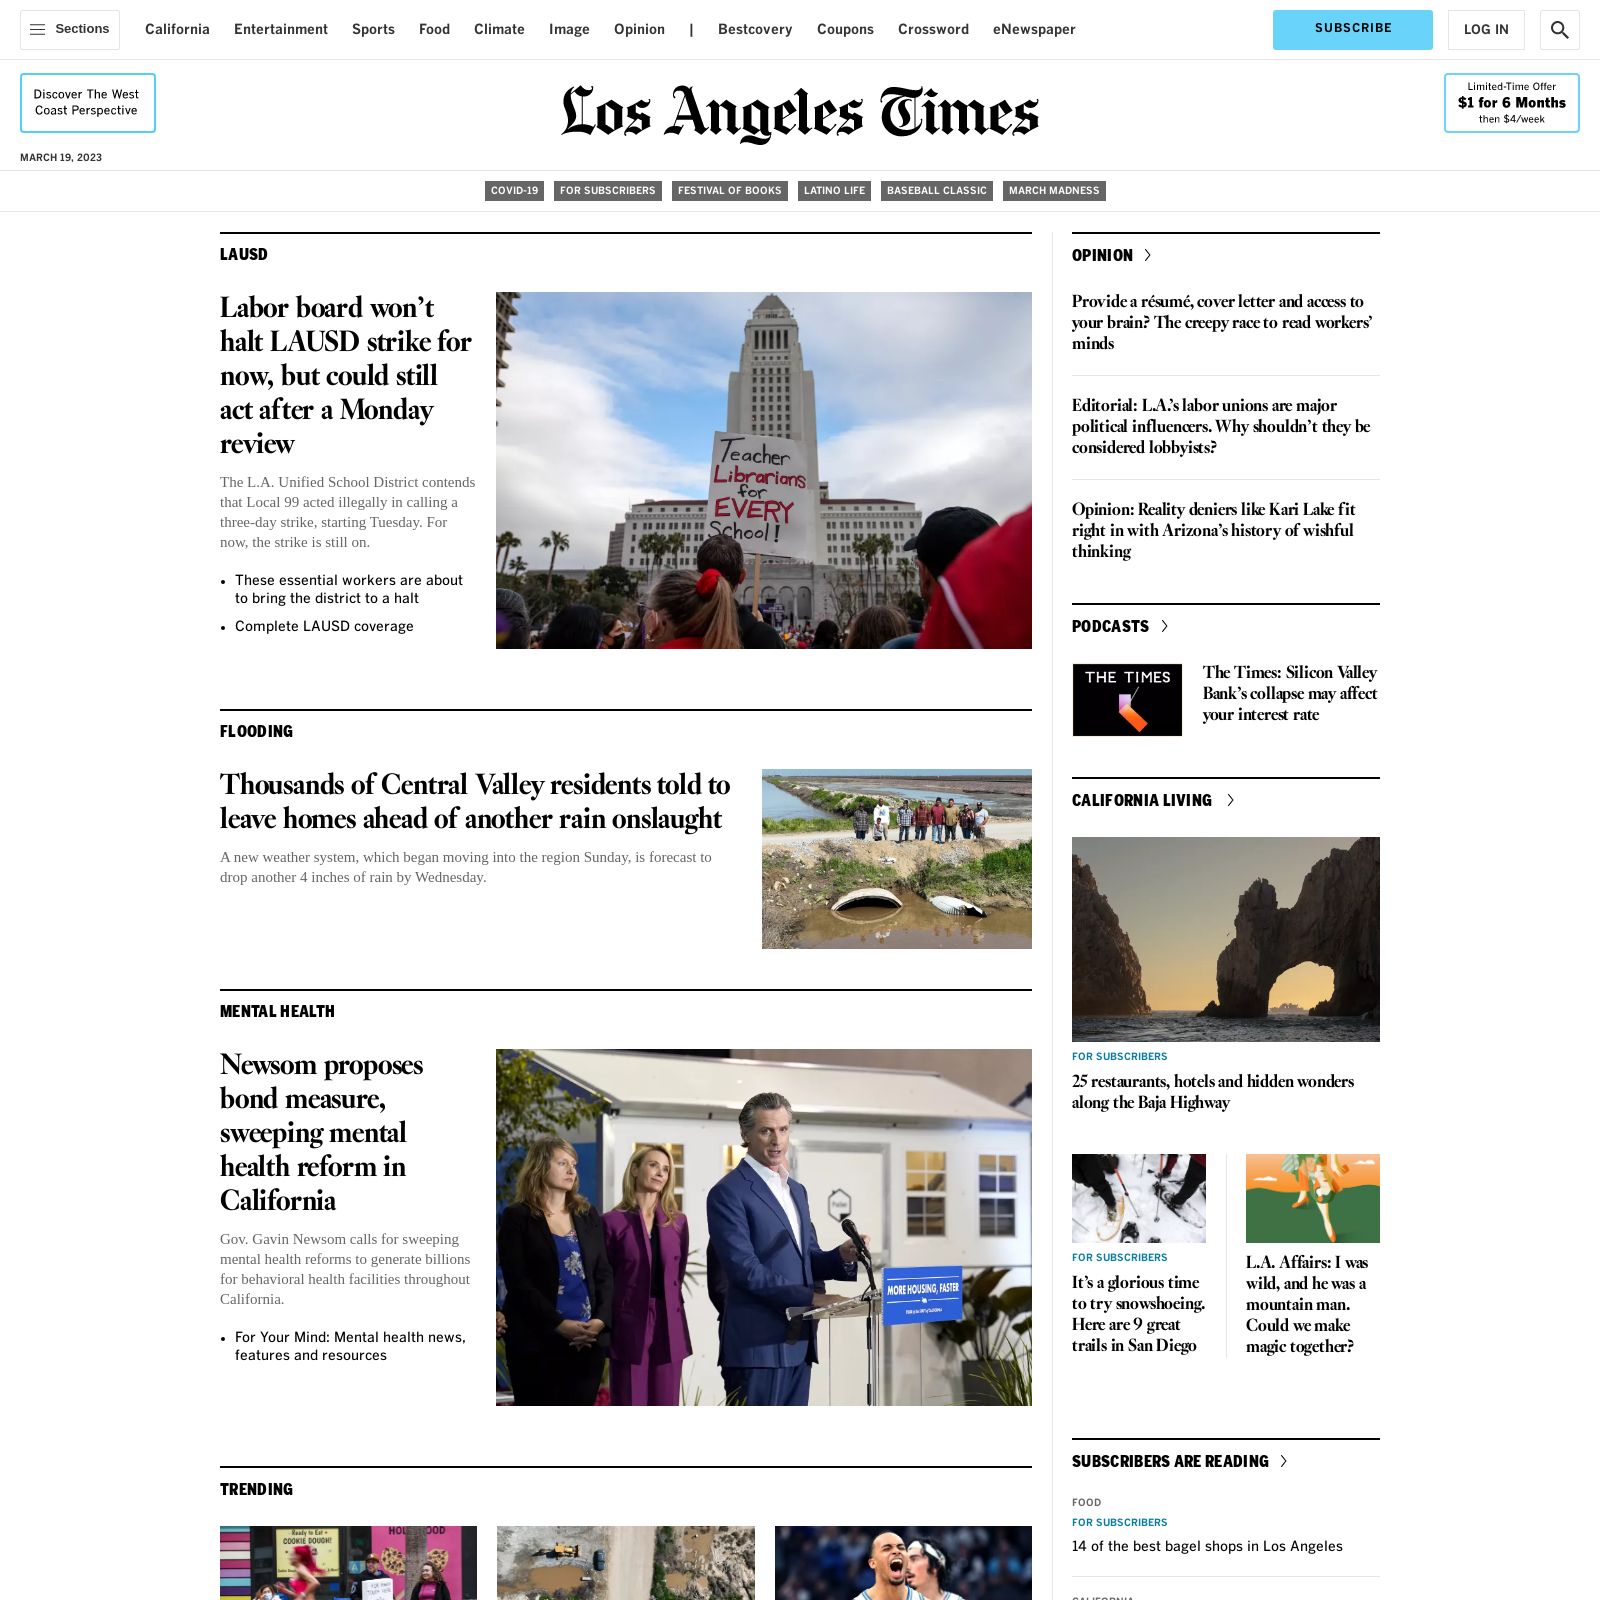 Sections
California
Entertainment
Sports
Food
Climate
Image
Opinion
|
Bestcovery
Coupons
Crossword
eNewspaper
SUBSCRIBE
LOG IN
Discover The West
Coast Perspective
Los Angeles Times
Limited-Time Offer
$1 for 6 Months
then $4/week
MARCH 19, 2023
COVID-19
FOR SUBSCRIBERS
FESTIVAL OF BOOKS
LATINO LIFE
BASEBALL CLASSIC
MARCH MADNESS
LAUSD
Labor board won’t
halt LAUSD strike for
now, but could still
act after a Monday
review
The L.A. Unified School District contends
that Local 99 acted illegally in calling a
three-day strike, starting Tuesday. For
now, the strike is still on.
• These essential workers are about
to bring the district to a halt
• Complete LAUSD coverage
Teacher
Librarians
for
EVERY
School!
FLOODING
Thousands of Central Valley residents told to
leave homes ahead of another rain onslaught
A new weather system, which began moving into the region Sunday, is forecast to
drop another 4 inches of rain by Wednesday.
MENTAL HEALTH
Newsom proposes
bond measure,
sweeping mental
health reform in
California
Gov. Gavin Newsom calls for sweeping
mental health reforms to generate billions
for behavioral health facilities throughout
California.
• For Your Mind: Mental health news,
features and resources
MORE HOUSING, FASTER
TRENDING
Ready to Eat
COOKIE DOUGH!
OPINION
Provide a résumé, cover letter and access to
your brain? The creepy race to read workers’
minds
Editorial: L.A.’s labor unions are major
political influencers. Why shouldn’t they be
considered lobbyists?
Opinion: Reality deniers like Kari Lake fit
right in with Arizona’s history of wishful
thinking
PODCASTS
THE TIMES
The Times: Silicon Valley
Bank’s collapse may affect
your interest rate
CALIFORNIA LIVING
FOR SUBSCRIBERS
25 restaurants, hotels and hidden wonders
along the Baja Highway
FOR SUBSCRIBERS
It’s a glorious time
to try snowshoeing.
Here are 9 great
trails in San Diego
L.A. Affairs: I was
wild, and he was a
mountain man.
Could we make
magic together?
SUBSCRIBERS ARE READING
FOOD
FOR SUBSCRIBERS
14 of the best bagel shops in Los Angeles